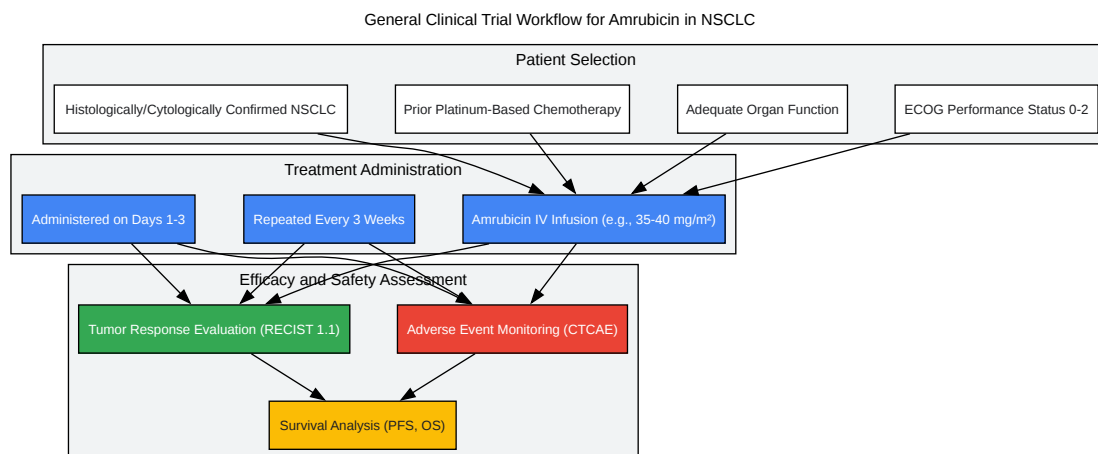 General Clinical Trial Workflow for Amrubicin in NSCLC
Patient Selection
Histologically/Cytologically Confirmed NSCLC
Prior Platinum-Based Chemotherapy
Adequate Organ Function
ECOG Performance Status 0-2
Treatment Administration
Administered on Days 1-3
Repeated Every 3 Weeks
Amrubicin IV Infusion (e.g., 35-40 mg/m²)
Efficacy and Safety Assessment
Tumor Response Evaluation (RECIST 1.1)
Adverse Event Monitoring (CTCAE)
Survival Analysis (PFS, OS)